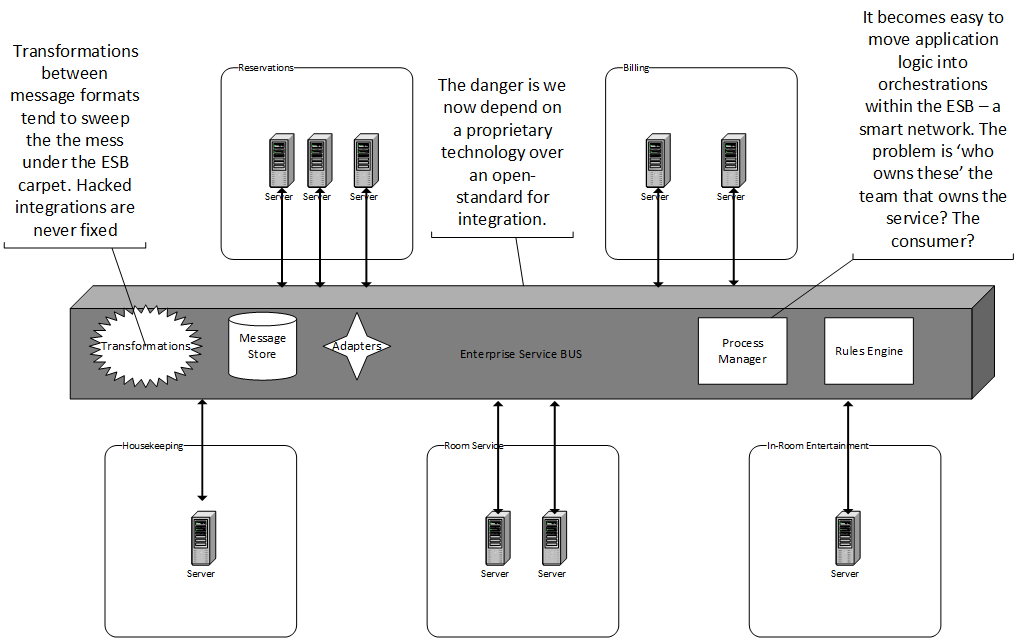 Transformations
between
message formats
tend to sweep
the the mess
under the ESB
carpet. Hacked
integrations are
never fixed
Reservations
Server
Server
Server
The danger is we
now depend on
a proprietary
technology over
an open-
standard for
integration.
Billing
Server
Server
It becomes easy to
move application
logic into
orchestrations
within the ESB – a
smart network. The
problem is ‘who
owns these’ the
team that owns the
service? The
consumer?
Transformations
Message
Store
Adapters
Enterprise Service BUS
Process
Manager
Rules Engine
Housekeeping
Server
Room Service
Server
Server
In-Room Entertainment
Server